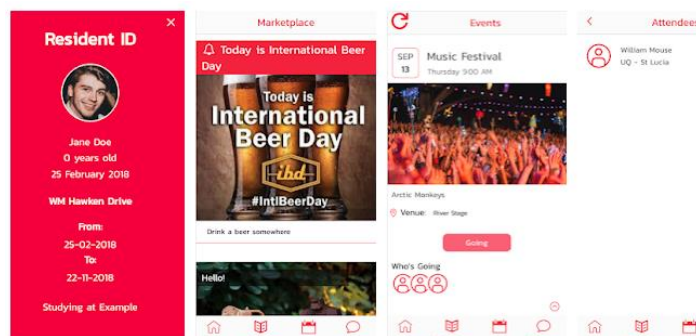 Resident ID
Jane Doe
0 years old
25 February 2018
WM Hawken Drive
From:
25-02-2018
To:
22-11-2018
Studying at Example
Marketplace
Today is International Beer
Day
Today is
International
Beer Day
ibd
#IntlBeerDay
Drink a beer somewhere
Hello!
Events
SEP
13
Music Festival
Thursday 9:00 AM
Arctic Monkeys
Venue: River Stage
Going
Who's Going
Attendees
William Mouse
UQ - St Lucia